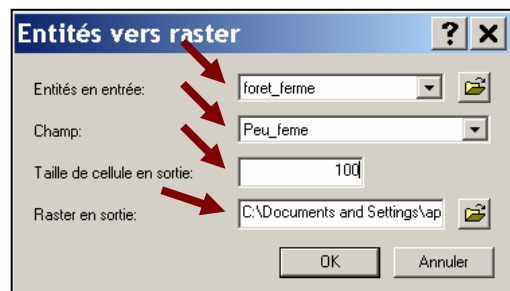 Entités vers raster
Entités en entrée: foret_ferme
Champ: Peu_feme
Taille de cellule en sortie: 100
Raster en sortie: C:\Documents and Settings\ap
OK Annuler